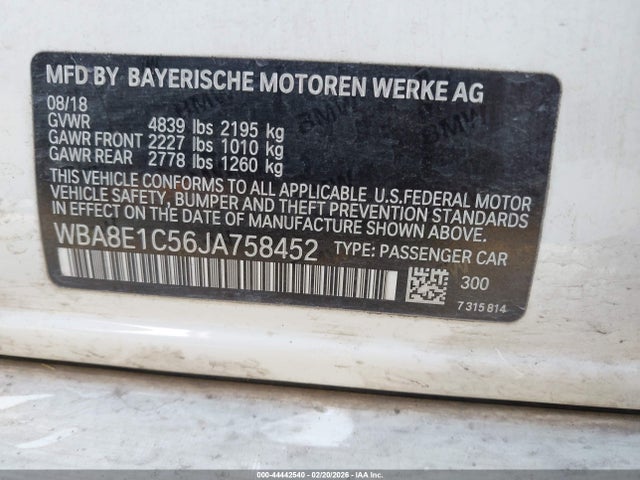 MFD BY BAYERISCHE MOTOREN WERKE AG
08/18
GVWR 4839 lbs 2195 kg
GAWR FRONT 2227 lbs 1010 kg
GAWR REAR 2778 lbs 1260 kg
THIS VEHICLE CONFORMS TO ALL APPLICABLE U.S.FEDERAL MOTOR
VEHICLE SAFETY, BUMPER AND THEFT PREVENTION STANDARDS
IN EFFECT ON THE DATE OF MANUFACTURE SHOWN ABOVE.
WBA8E1C56JA758452 TYPE: PASSENGER CAR
300
7 315 814
000-44442540 - 02/20/2026 - IAA Inc.